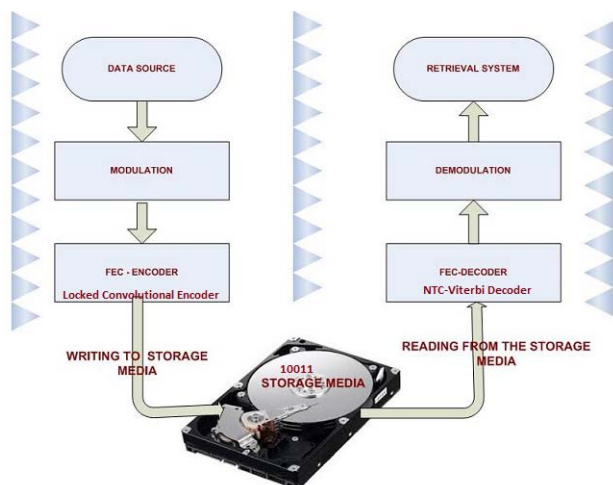 DATA SOURCE
MODULATION
FEC - ENCODER
Locked Convolutional Encoder
WRITING TO STORAGE
MEDIA
10011
STORAGE MEDIA
RETRIEVAL SYSTEM
DEMODULATION
FEC-DECODER
NTC-Viterbi Decoder
READING FROM THE STORAGE
MEDIA